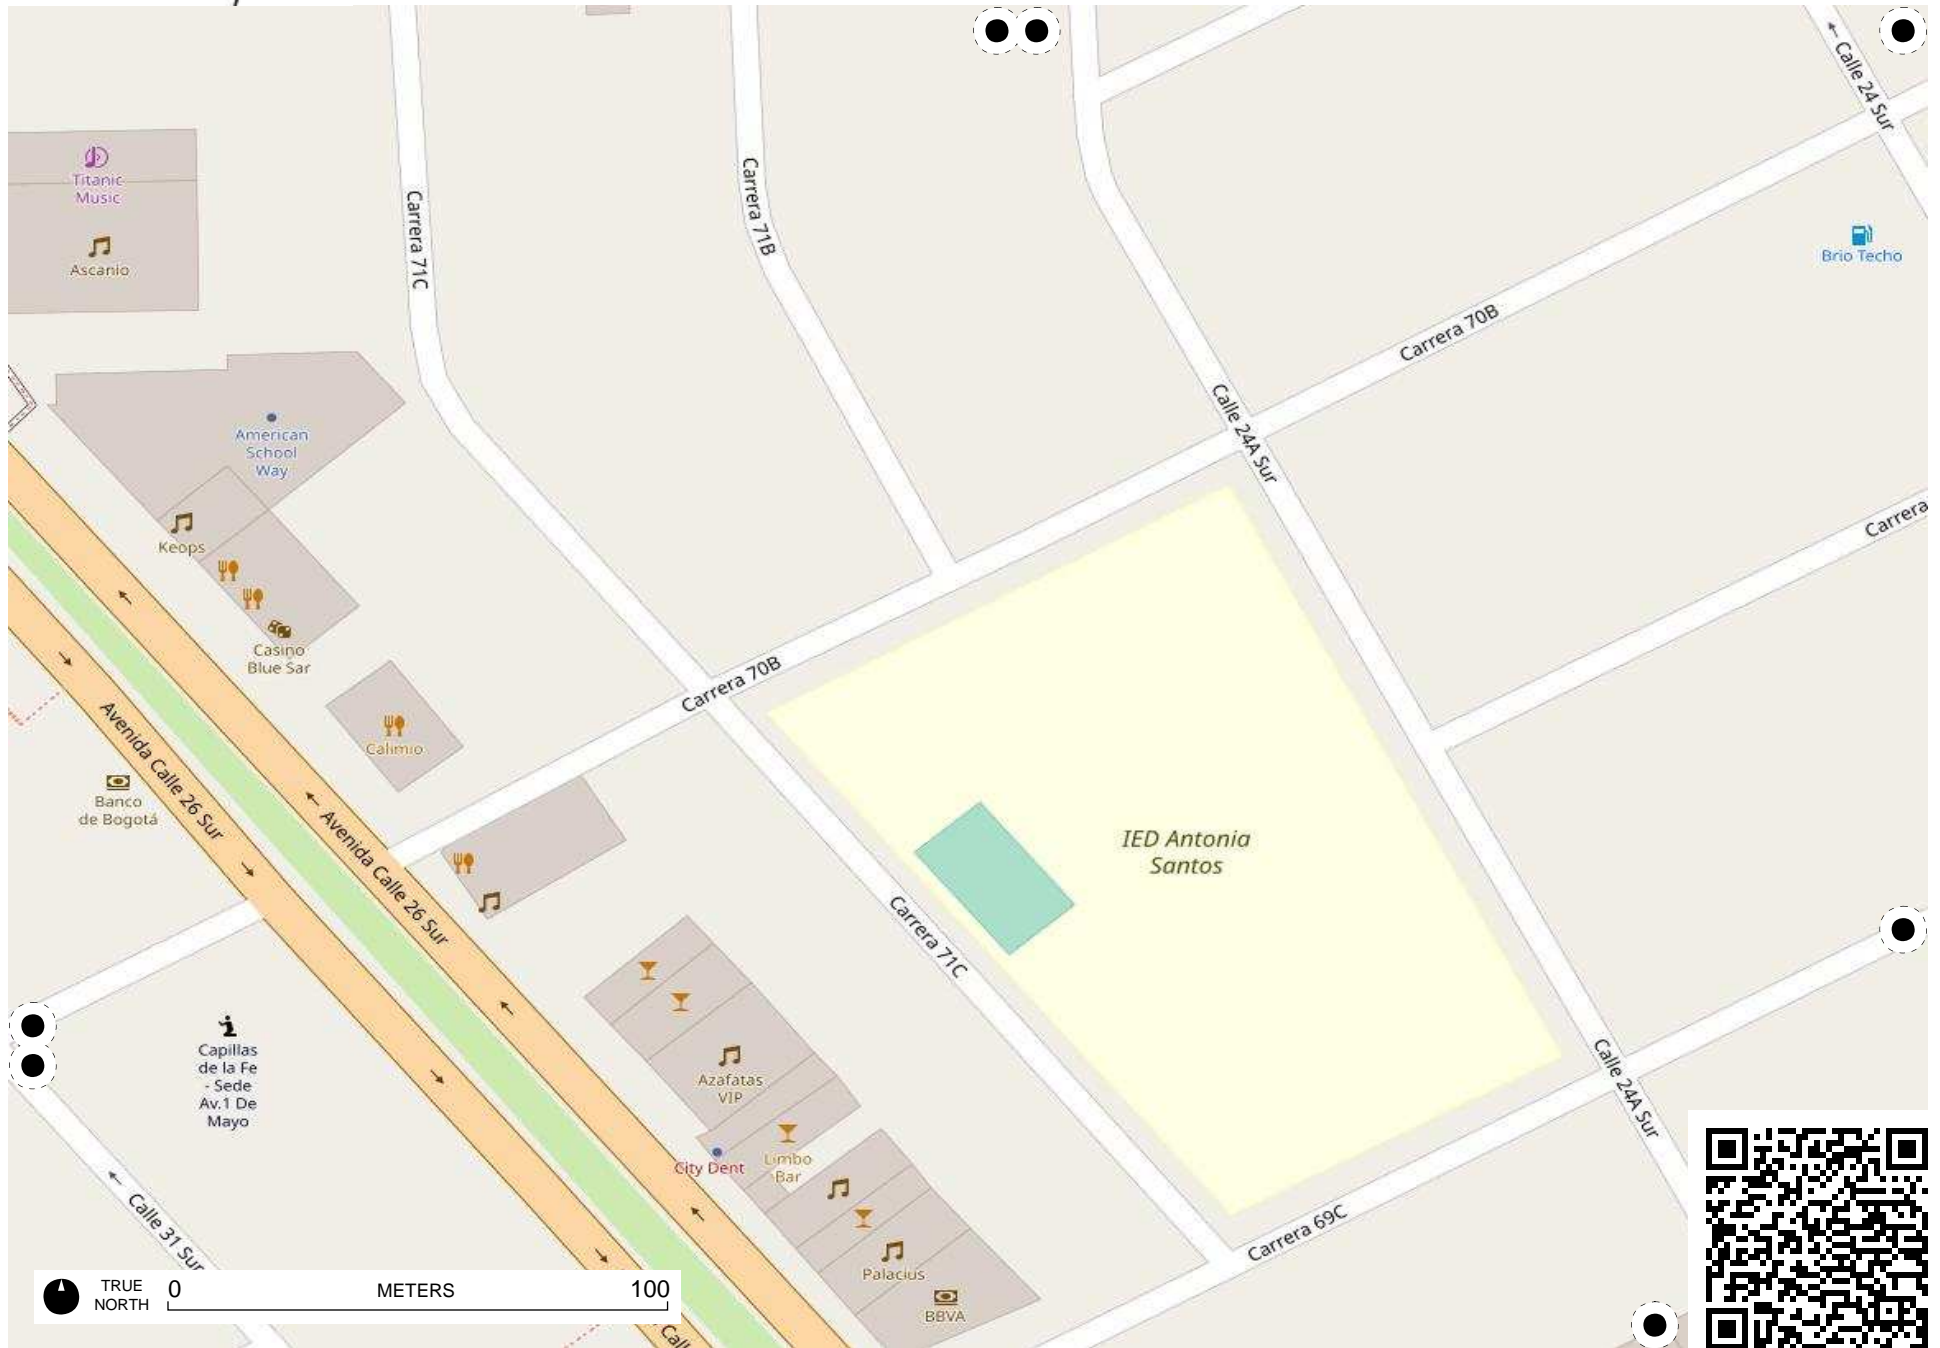 ← Calle 24 Sur
Titanic
Music
Ascanio
Carrera 71C
Carrera 71B
Brio Techo
Carrera 70B
Calle 24A Sur
American
School
Way
Keops
Carrera
Casino
Blue Sar
Carrera 70B
Calimio
Avenida Calle 26 Sur
Banco
de Bogotá
← Avenida Calle 26 Sur
IED Antonia
Santos
Carrera 71C
Capillas
de la Fe
- Sede
Av.1 De
Mayo
Azafatas
VIP
Calle 24A Sur
City Dent
Limbo
Bar
← Calle 31 Sur
Carrera 69C
Palacius
BBVA
TRUE
NORTH
0 METERS 100
Call